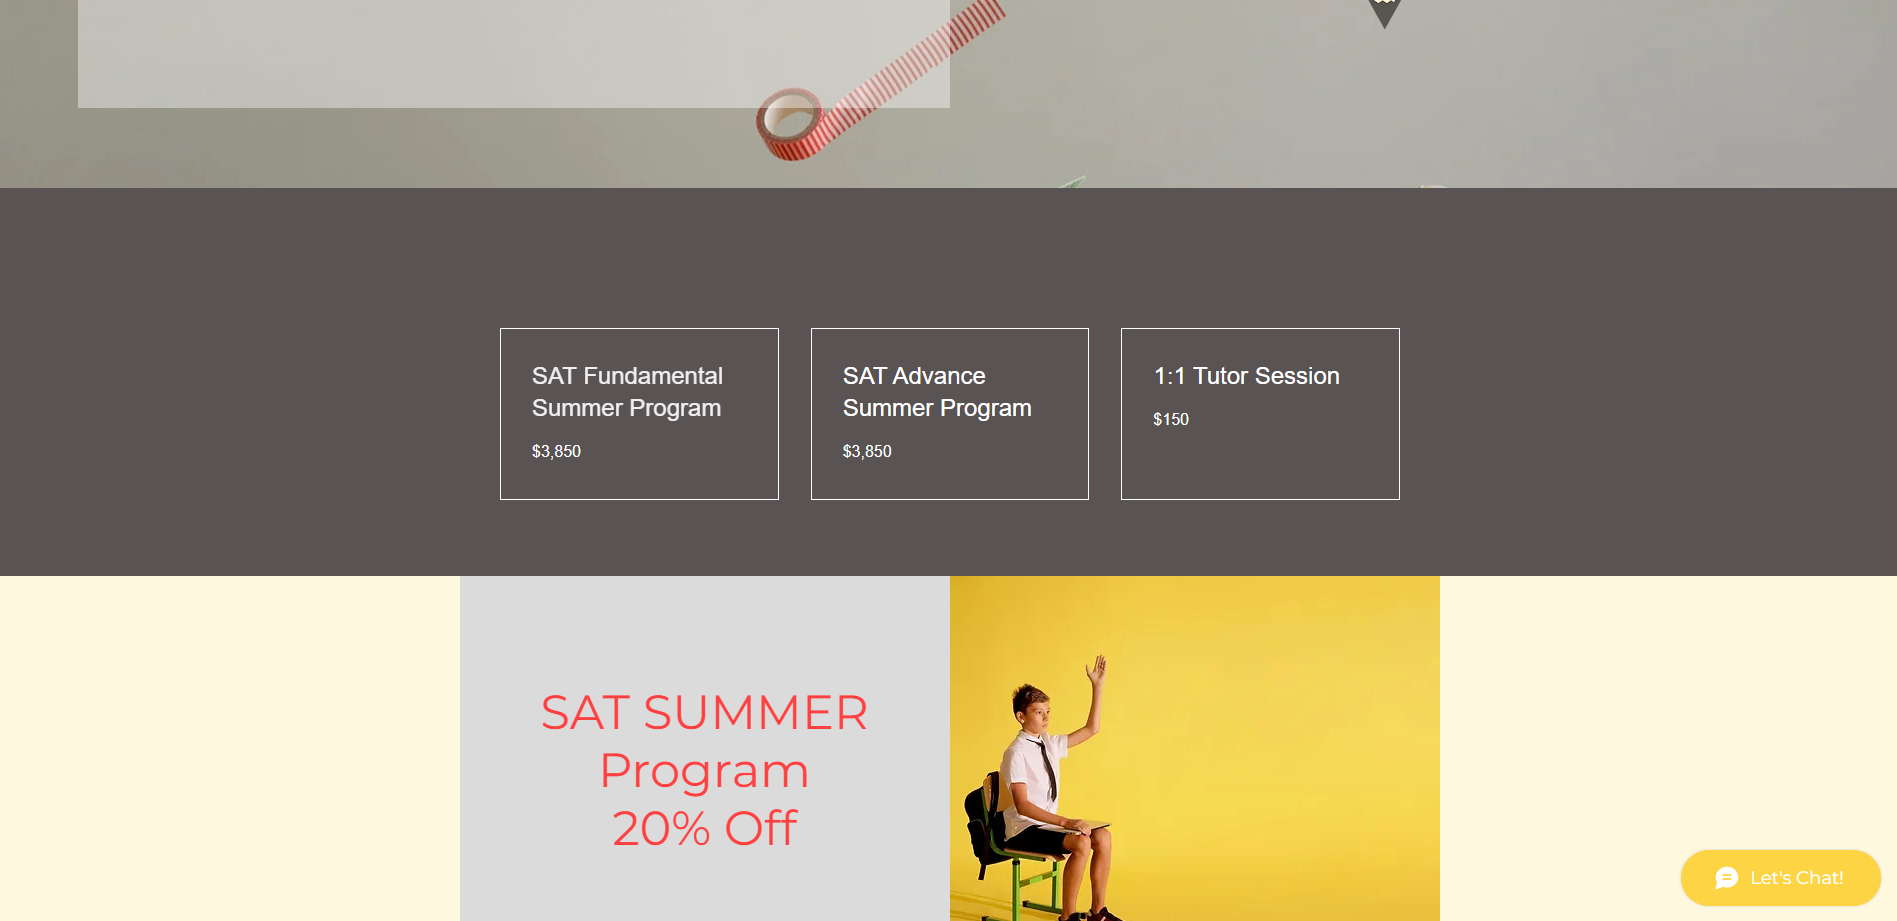 SAT Fundamental
Summer Program
$3,850
SAT Advance
Summer Program
$3,850
1:1 Tutor Session
$150
SAT SUMMER
Program
20% Off
Let's Chat!